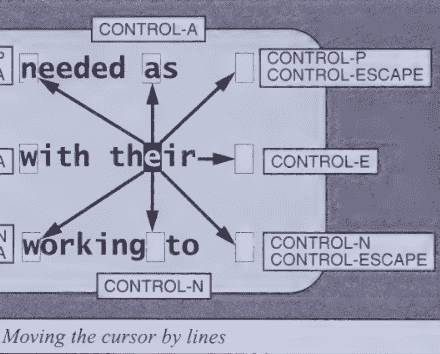 CONTROL-A
P
A
needed as
CONTROL-P
CONTROL-ESCAPE
A
with their
CONTROL-E
N
A
working to
CONTROL-N
CONTROL-ESCAPE
CONTROL-N
Moving the cursor by lines